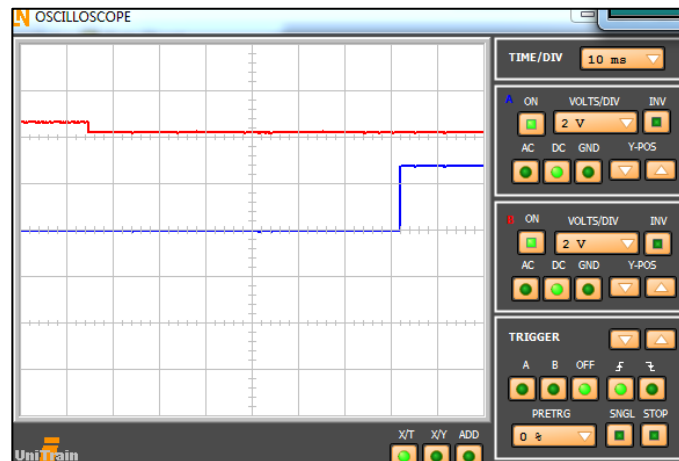 N OSCILLOSCOPE
TIME/DIV 10 ms
A ON VOLTS/DIV INV
2 V
AC DC GND Y-POS
B ON VOLTS/DIV INV
2 V
AC DC GND Y-POS
TRIGGER
A B OFF
PRETRG SNGL STOP
0 %
X/T X/Y ADD
UniTrain